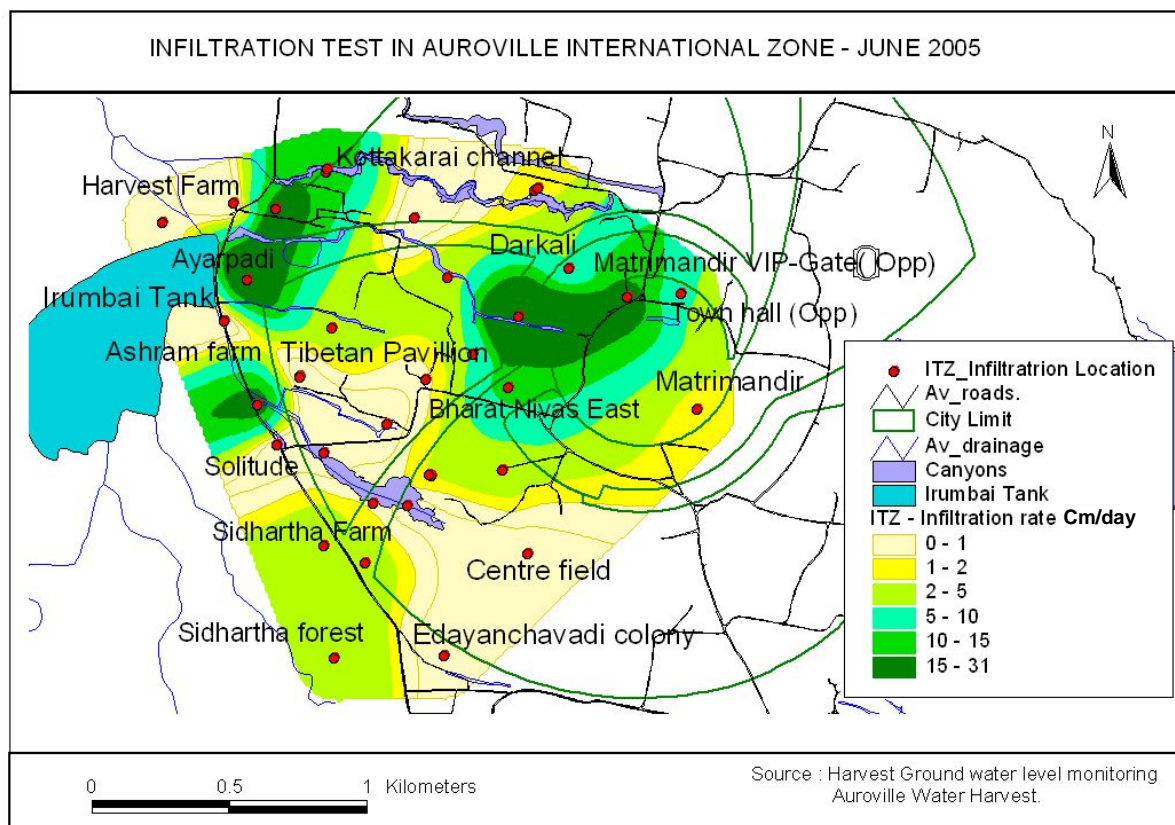 INFILTRATION TEST IN AUROVILLE INTERNATIONAL ZONE - JUNE 2005
N
Kottakarai channel
Harvest Farm
Darkali
Ayarpadi
Matrimandir VIP-Gate( Opp)
Irumbai Tank
Town hall (Opp)
Ashram farm
Tibetan Pavillion
Matrimandir
Bharat Nivas East
Solitude
Sidhartha Farm
Centre field
Sidhartha forest
Edayanchavadi colony
ITZ_Infiltratrion Location
Av_roads.
City Limit
Av_drainage
Canyons
Irumbai Tank
ITZ - Infiltration rate Cm/day
0 - 1
1 - 2
2 - 5
5 - 10
10 - 15
15 - 31
0 0.5 1 Kilometers
Source : Harvest Ground water level monitoring
Auroville Water Harvest.